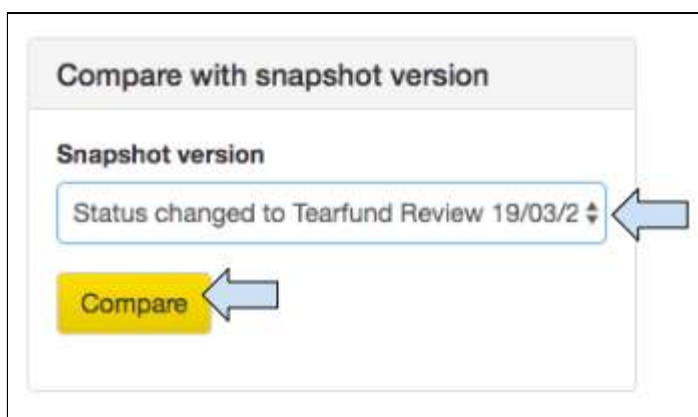 Compare with snapshot version
Snapshot version
Status changed to Tearfund Review 19/03/2
Compare